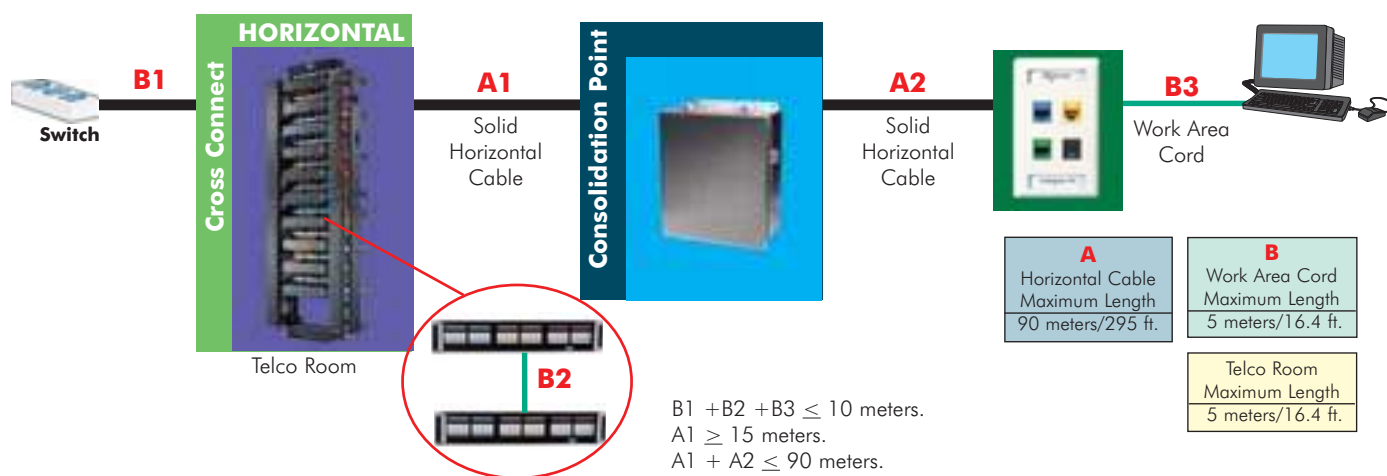 HORIZONTAL
Cross Connect
B1
Switch
Telco Room
A1
Solid
Horizontal
Cable
Consolidation Point
A2
Solid
Horizontal
Cable
B3
Work Area
Cord
B2
B1 +B2 +B3 ≤ 10 meters.
A1 ≥ 15 meters.
A1 + A2 ≤ 90 meters.
A
Horizontal Cable
Maximum Length
90 meters/295 ft.
B
Work Area Cord
Maximum Length
5 meters/16.4 ft.
Telco Room
Maximum Length
5 meters/16.4 ft.